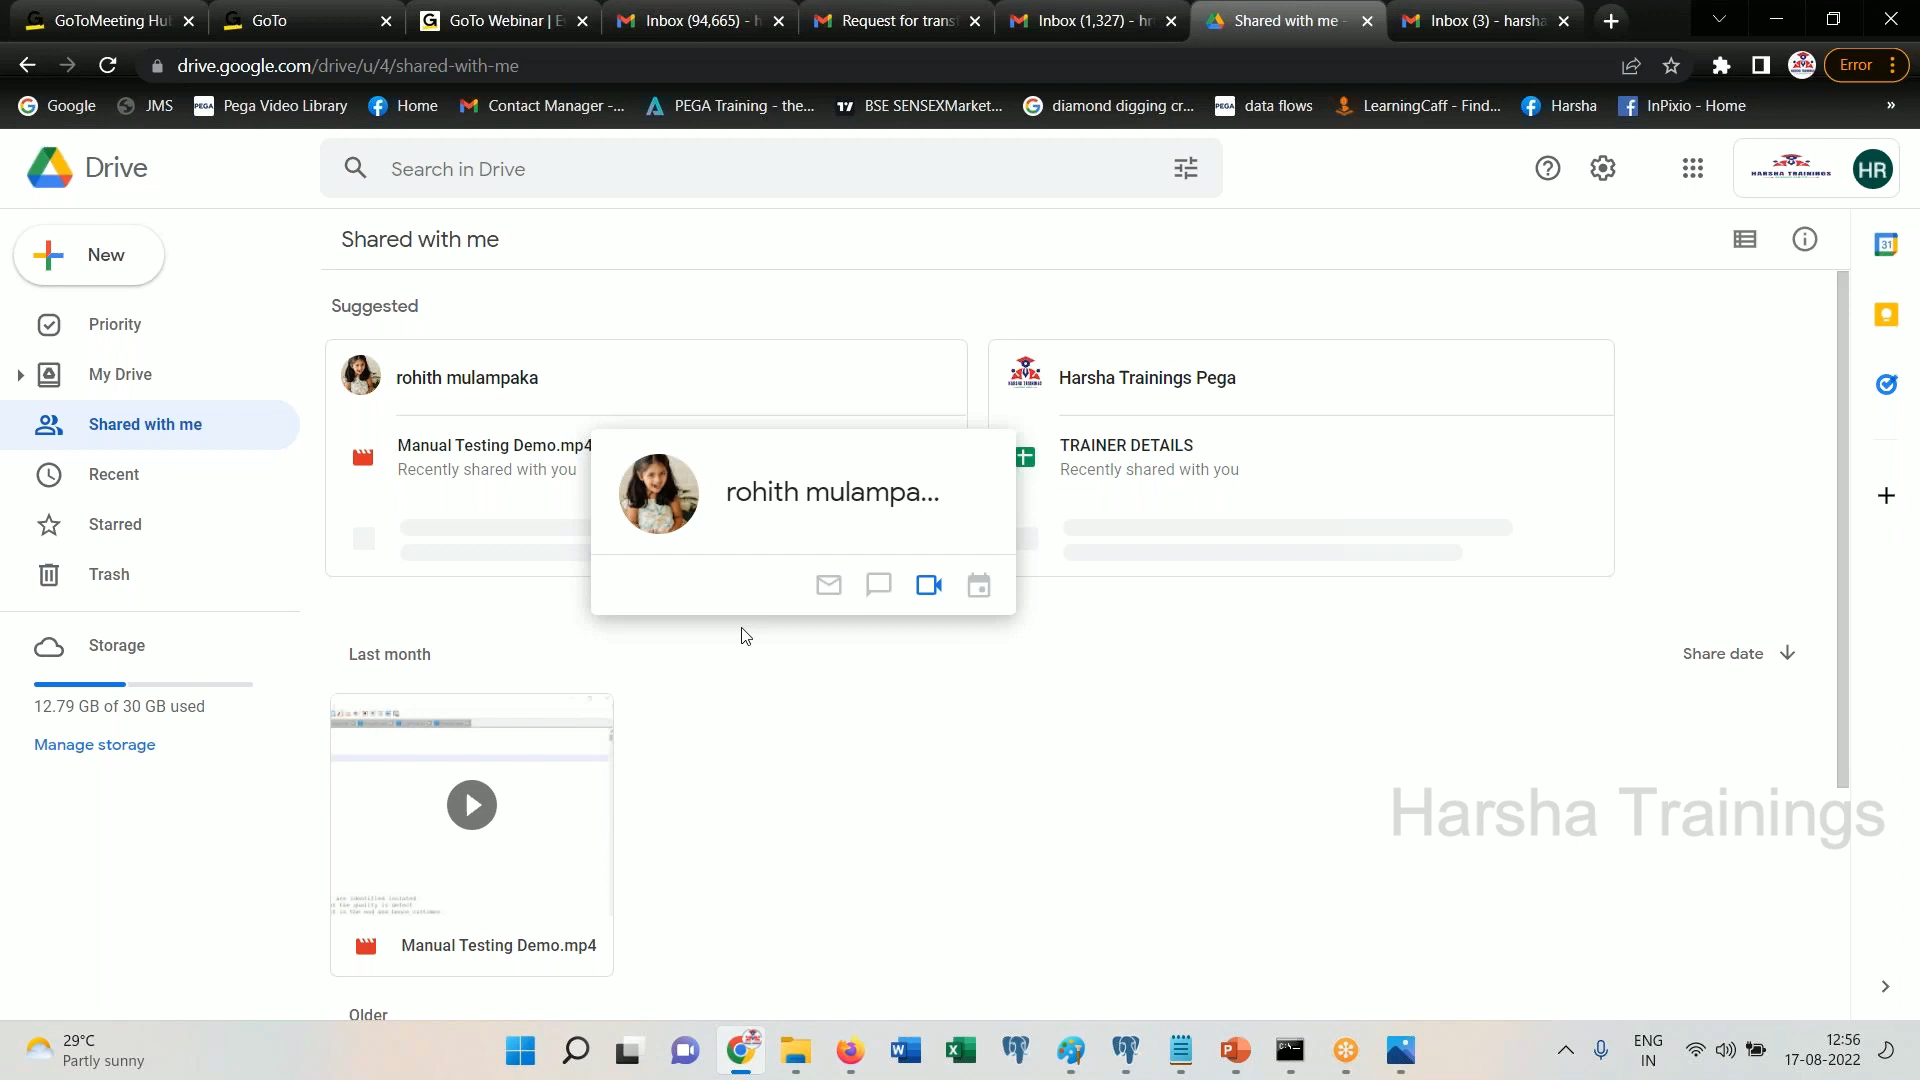 GoToMeeting Hu
GoTo
GoTo Webinar | E
Inbox (94,665) - h
Request for trans
Inbox (1,327) - hr
Shared with me -
Inbox (3) - harsha
drive.google.com/drive/u/4/shared-with-me
Error
Google
JMS
PEGA
Pega Video Library
Home
Contact Manager -...
PEGA Training - the...
BSE SENSEXMarket...
diamond digging cr...
PEGA
data flows
LearningCaff - Find...
Harsha
InPixio - Home
»
Drive
Search in Drive
HARSHA TRAININGS
HR
New
Shared with me
31
Suggested
Priority
My Drive
Shared with me
Recent
Starred
Trash
Storage
12.79 GB of 30 GB used
Manage storage
rohith mulampaka
Harsha Trainings Pega
Manual Testing Demo.mp4
Recently shared with you
TRAINER DETAILS
Recently shared with you
rohith mulampa...
Last month
Share date
Manual Testing Demo.mp4
Older
Harsha Trainings
29°C
Partly sunny
ENG
IN
12:56
17-08-2022